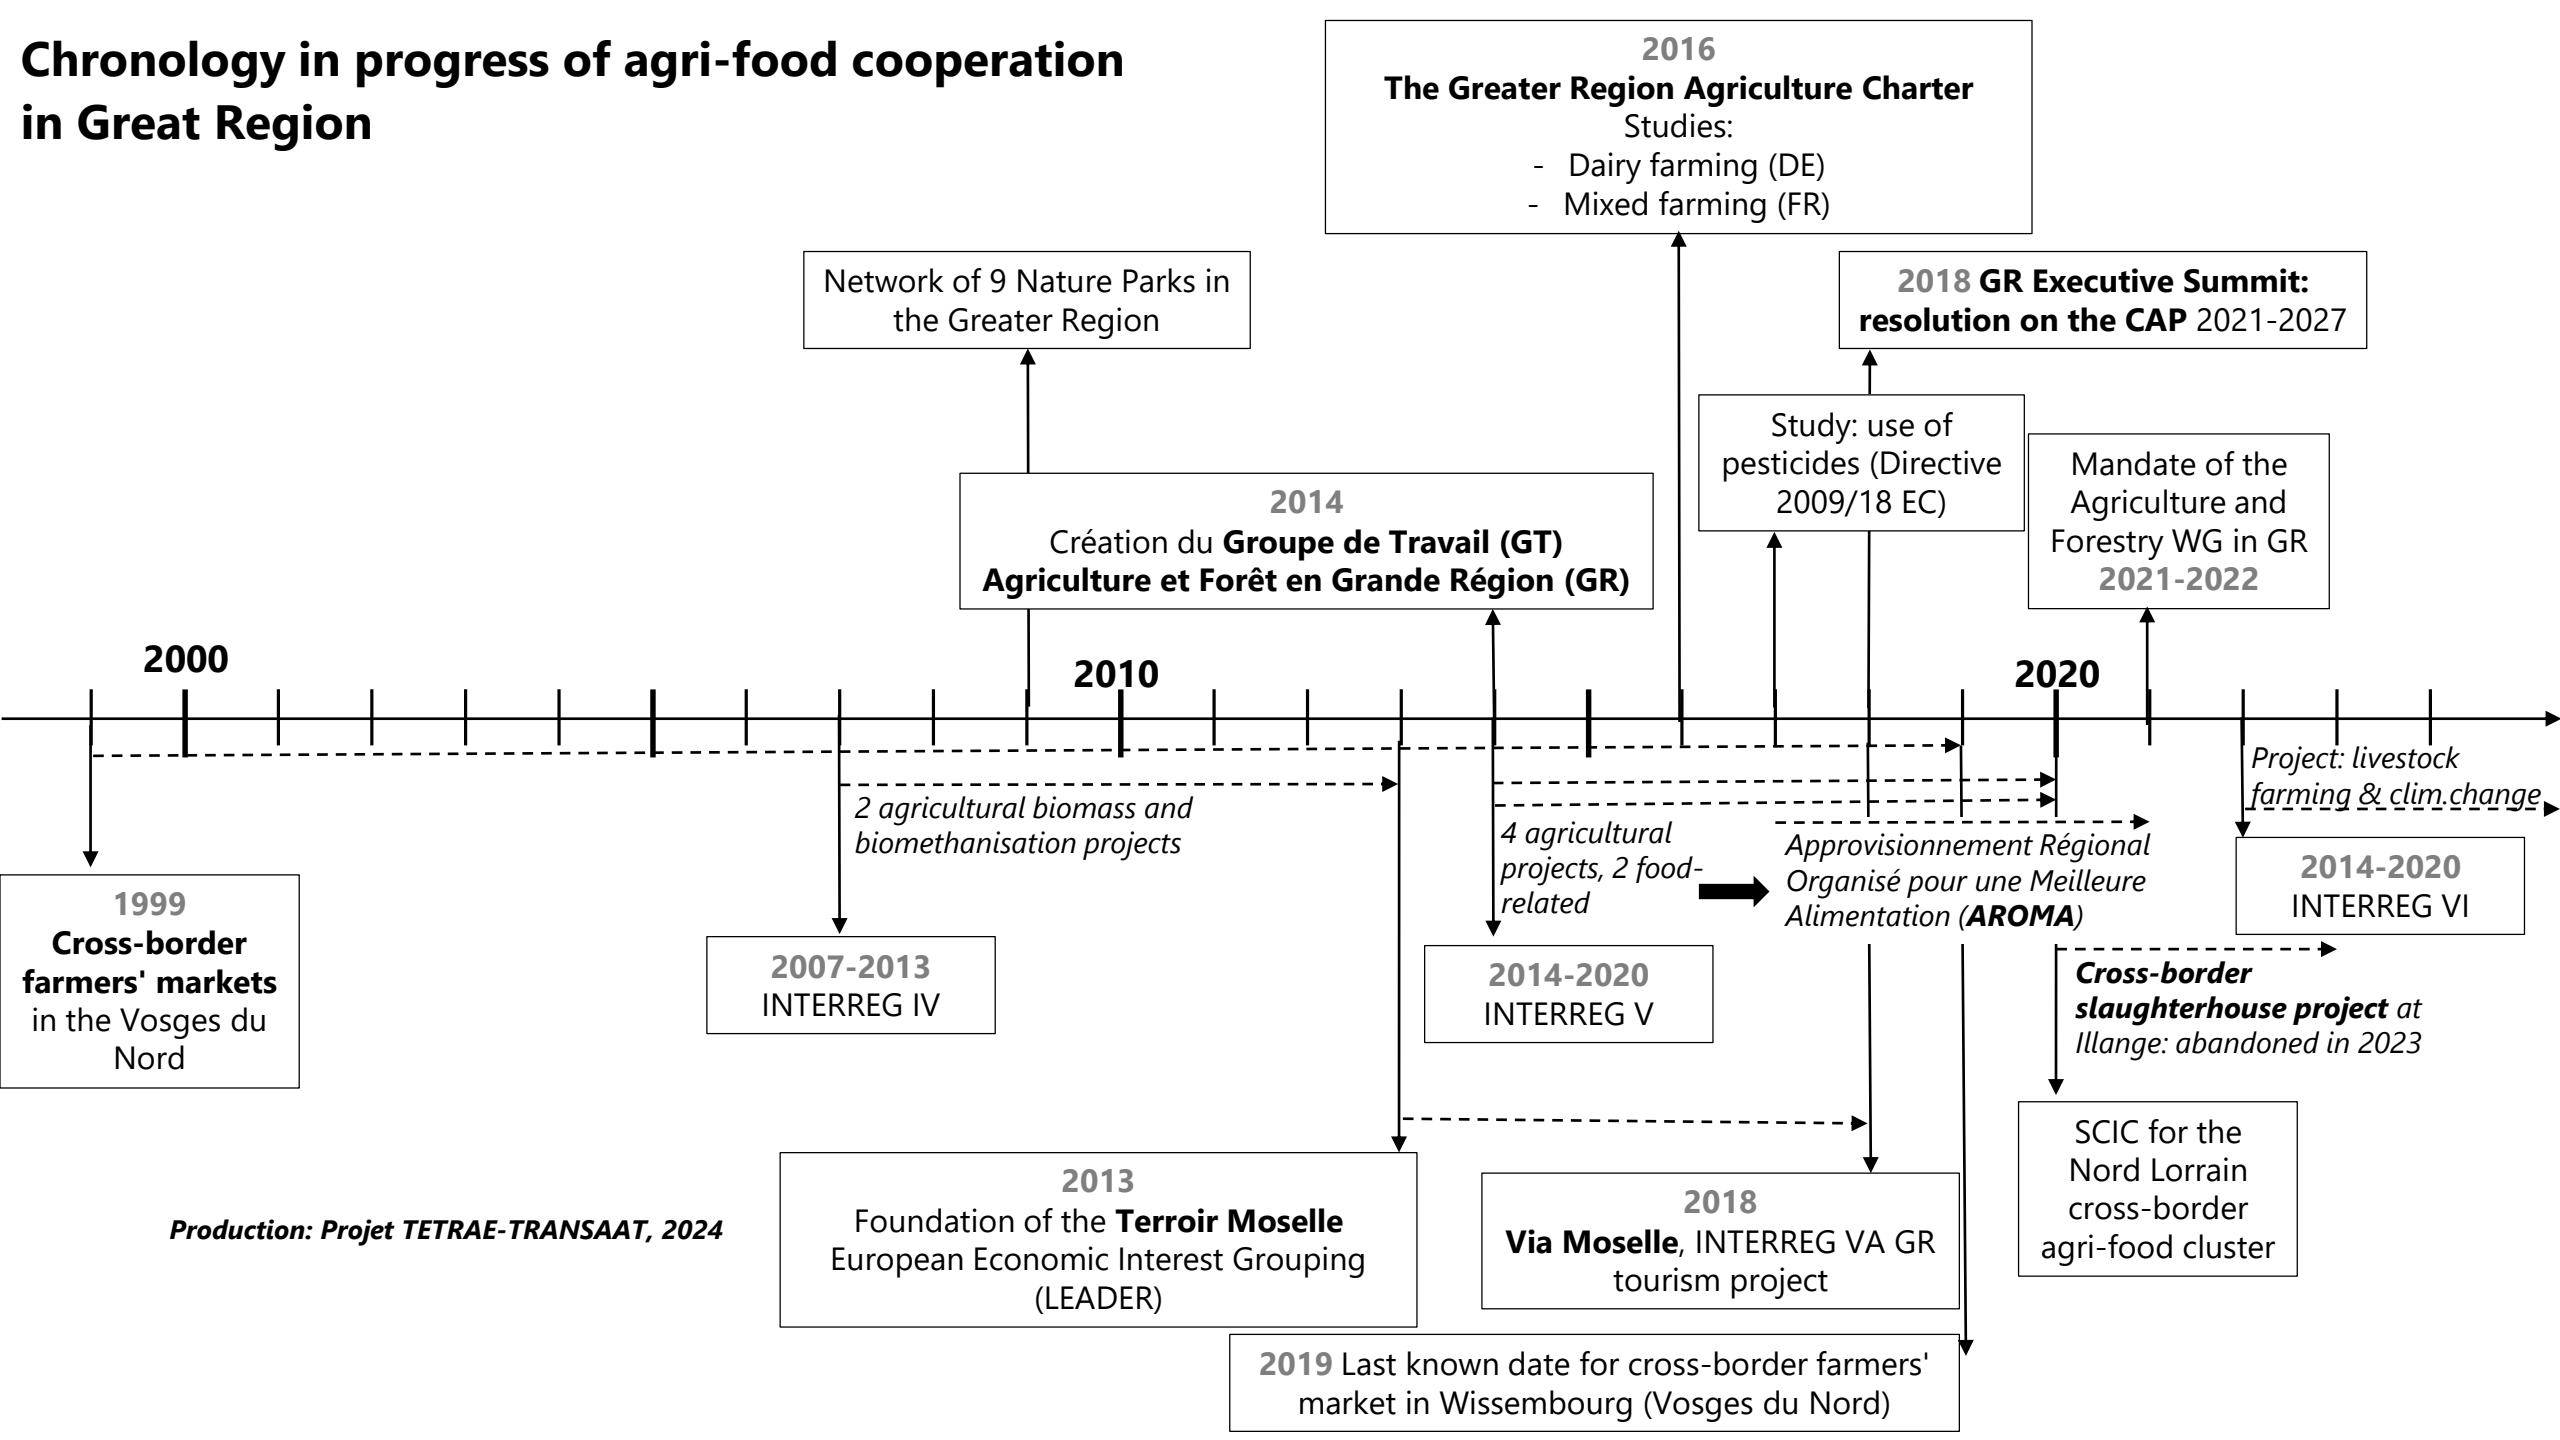 Chronology in progress of agri-food cooperation
in Great Region
2016
The Greater Region Agriculture Charter
Studies:
- Dairy farming (DE)
- Mixed farming (FR)
Network of 9 Nature Parks in
the Greater Region
2018 GR Executive Summit:
resolution on the CAP 2021-2027
Study: use of
pesticides (Directive
2009/18 EC)
Mandate of the
Agriculture and
Forestry WG in GR
2021-2022
2014
Création du Groupe de Travail (GT)
Agriculture et Forêt en Grande Région (GR)
2000
2010
2020
Project: livestock
farming & clim.change
2 agricultural biomass and
biomethanisation projects
4 agricultural
projects, 2 food-
related
Approvisionnement Régional
Organisé pour une Meilleure
Alimentation (AROMA)
2014-2020
INTERREG VI
1999
Cross-border
farmers' markets
in the Vosges du
Nord
2007-2013
INTERREG IV
2014-2020
INTERREG V
Cross-border
slaughterhouse project at
Illange: abandoned in 2023
SCIC for the
Nord Lorrain
cross-border
agri-food cluster
2013
Foundation of the Terroir Moselle
European Economic Interest Grouping
(LEADER)
2018
Via Moselle, INTERREG VA GR
tourism project
Production: Projet TETRAE-TRANSAAT, 2024
2019 Last known date for cross-border farmers'
market in Wissembourg (Vosges du Nord)